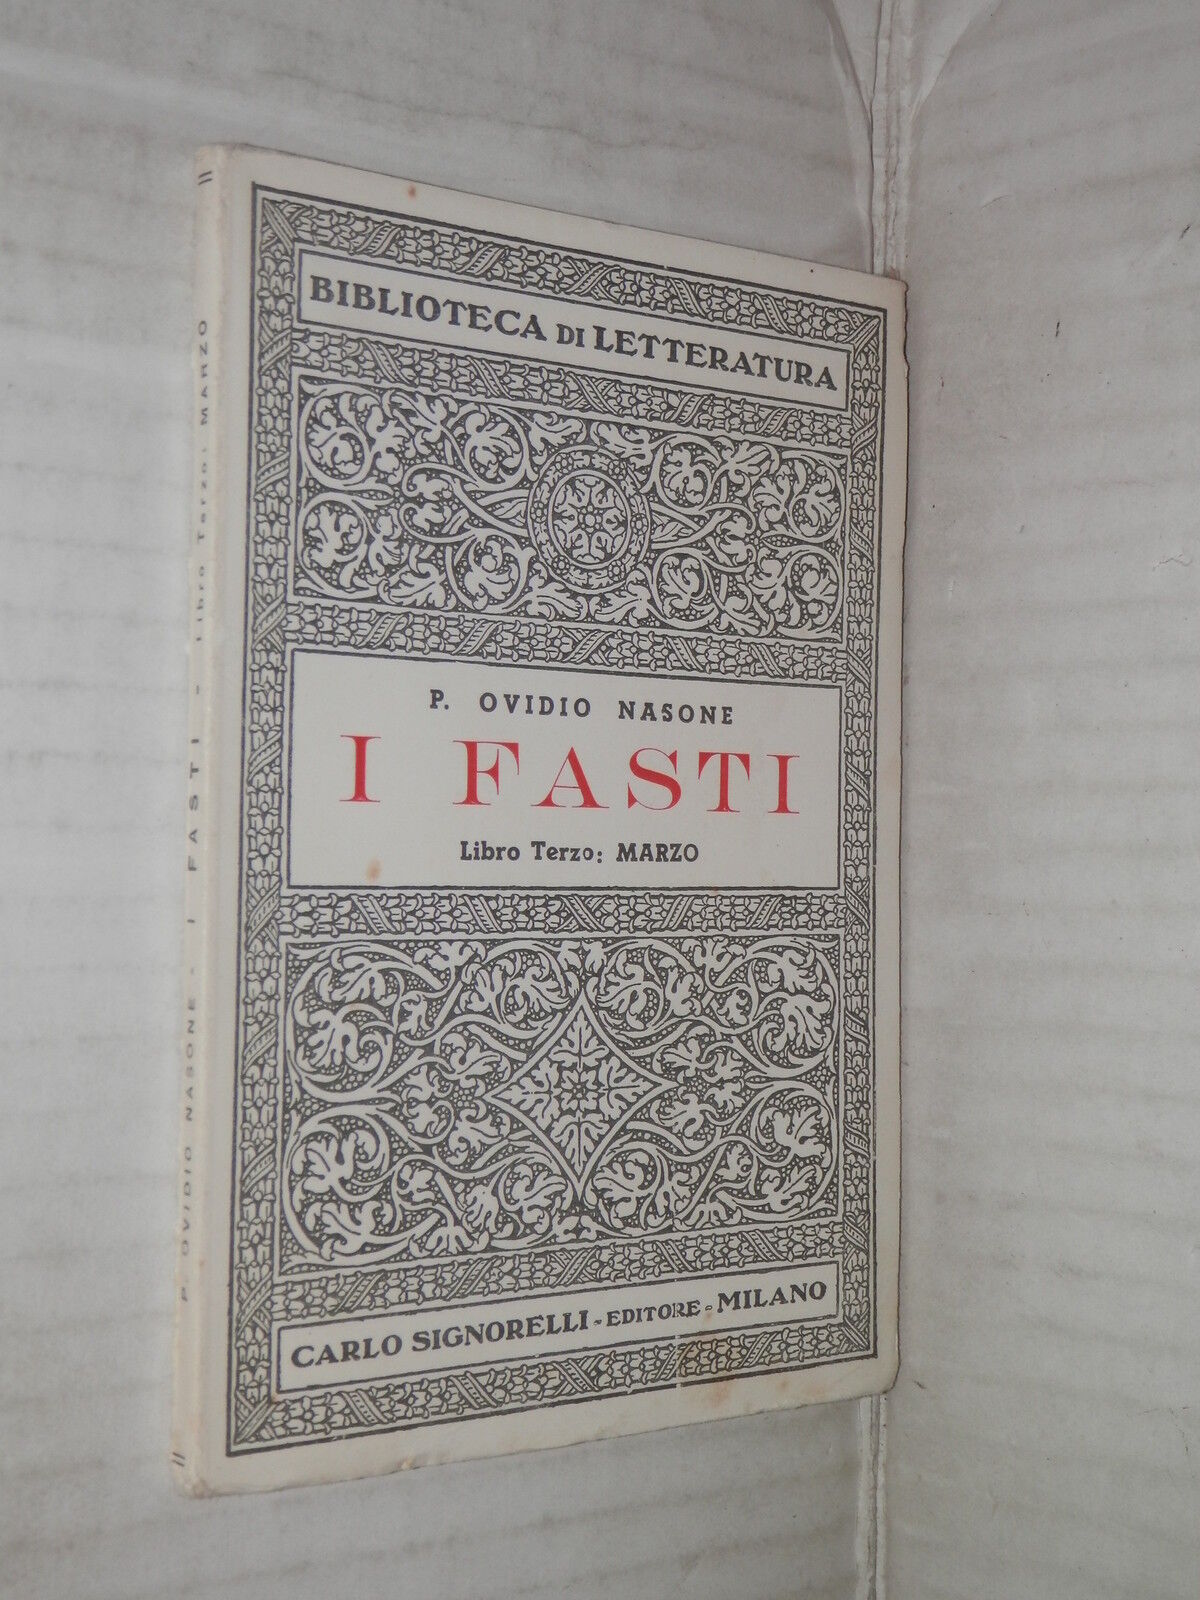 BIBLIOTECA DI LETTERATURA
P. OVIDIO NASONE
I FASTI
Libro Terzo: MARZO
CARLO SIGNORELLI - EDITORE - MILANO
P. OVIDIO NASONE - I FASTI - Libro Terzo: MARZO